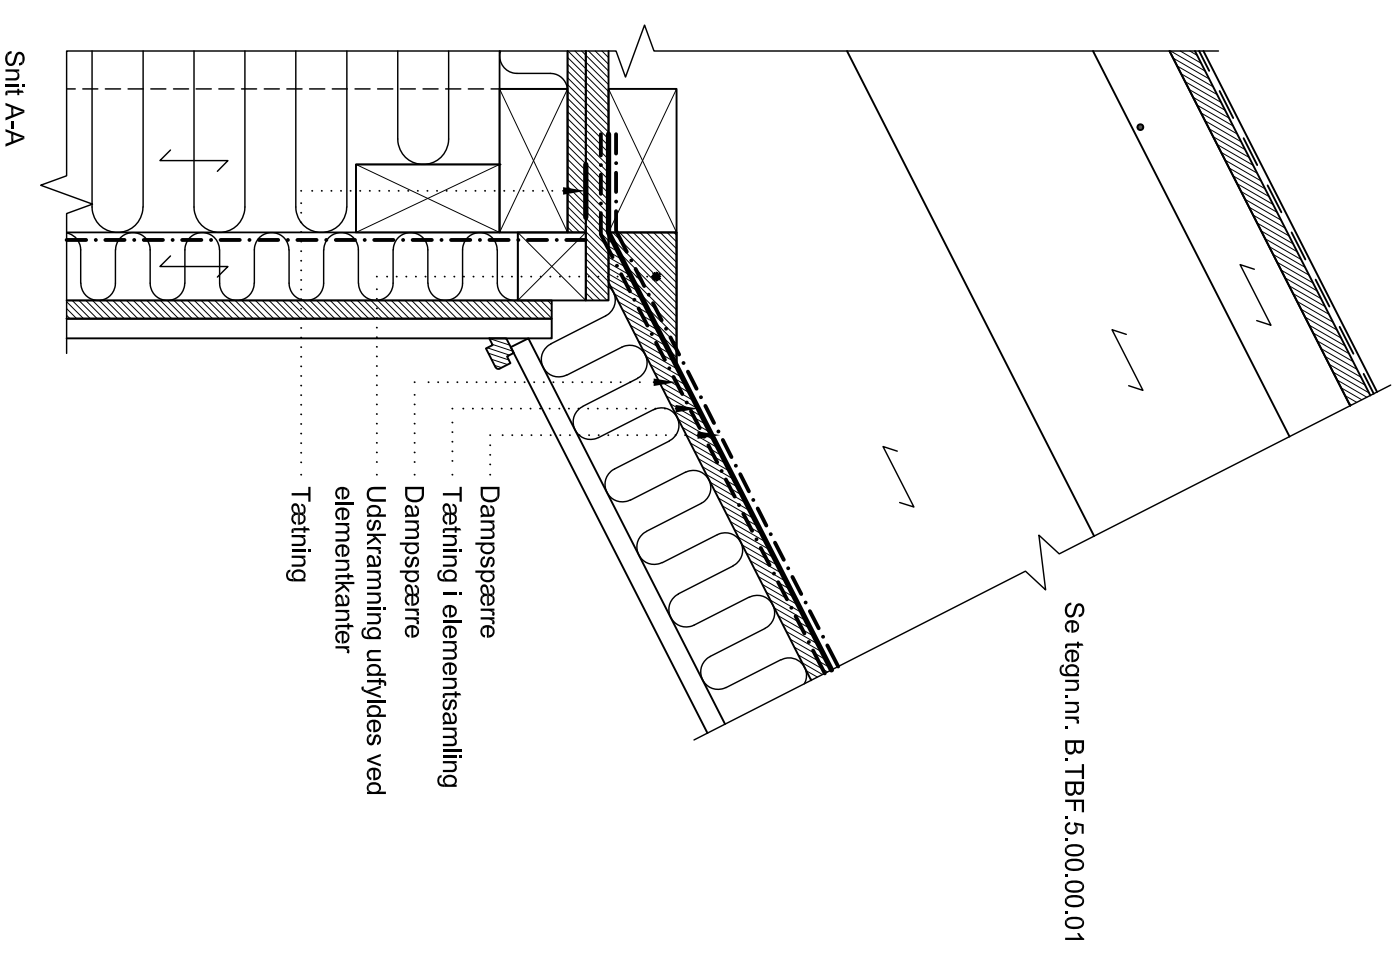 Se tegn.nr. B.TBF.5.00.00.01
Dampspærre
Tætning i elementsamling
Dampspærre
Udskramning udfyldes ved
elementkanter
Tætning
Snit A-A